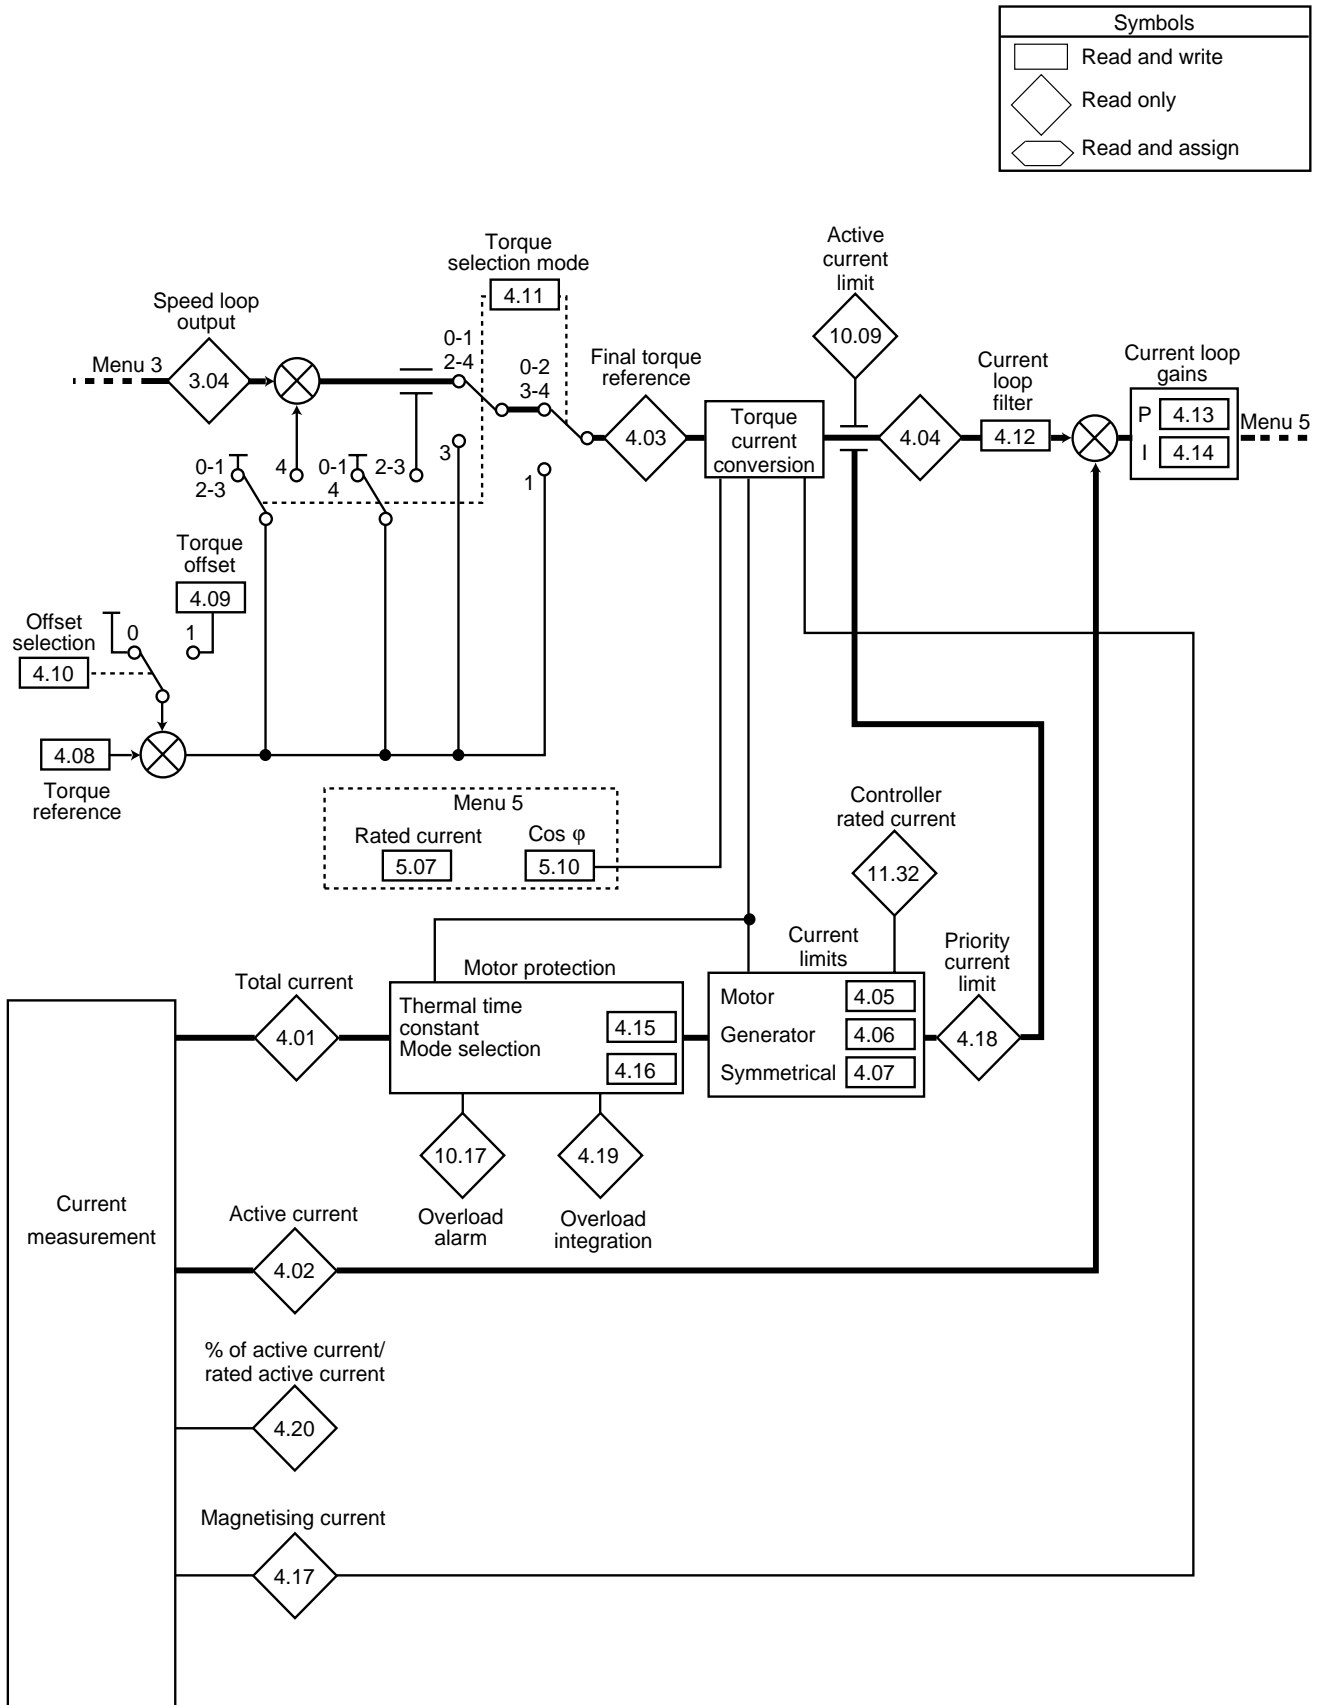 Symbols
Read and write
Read only
Read and assign
Active
current
limit
10.09
Torque
selection mode
4.11
Speed loop
output
Menu 3
3.04
0-1
2-4
0-2
3-4
Final torque
reference
4.03
Torque
current
conversion
4.04
Current
loop
filter
4.12
Current loop
gains
P 4.13
I 4.14
Menu 5
0-1
2-3
4
0-1
4
2-3
3
1
Torque
offset
4.09
Offset
selection
4.10
0
1
4.08
Torque
reference
Menu 5
Rated current
5.07
Cos φ
5.10
Controller
rated current
11.32
Current
limits
Motor 4.05
Generator 4.06
Symmetrical 4.07
Priority
current
limit
4.18
Total current
4.01
Motor protection
Thermal time
constant
Mode selection
4.15
4.16
10.17
Overload
alarm
4.19
Overload
integration
Current
measurement
Active current
4.02
% of active current/
rated active current
4.20
Magnetising current
4.17